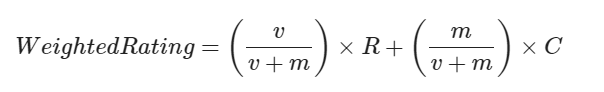 WeightedRating = (v / (v + m)) × R + (m / (v + m)) × C